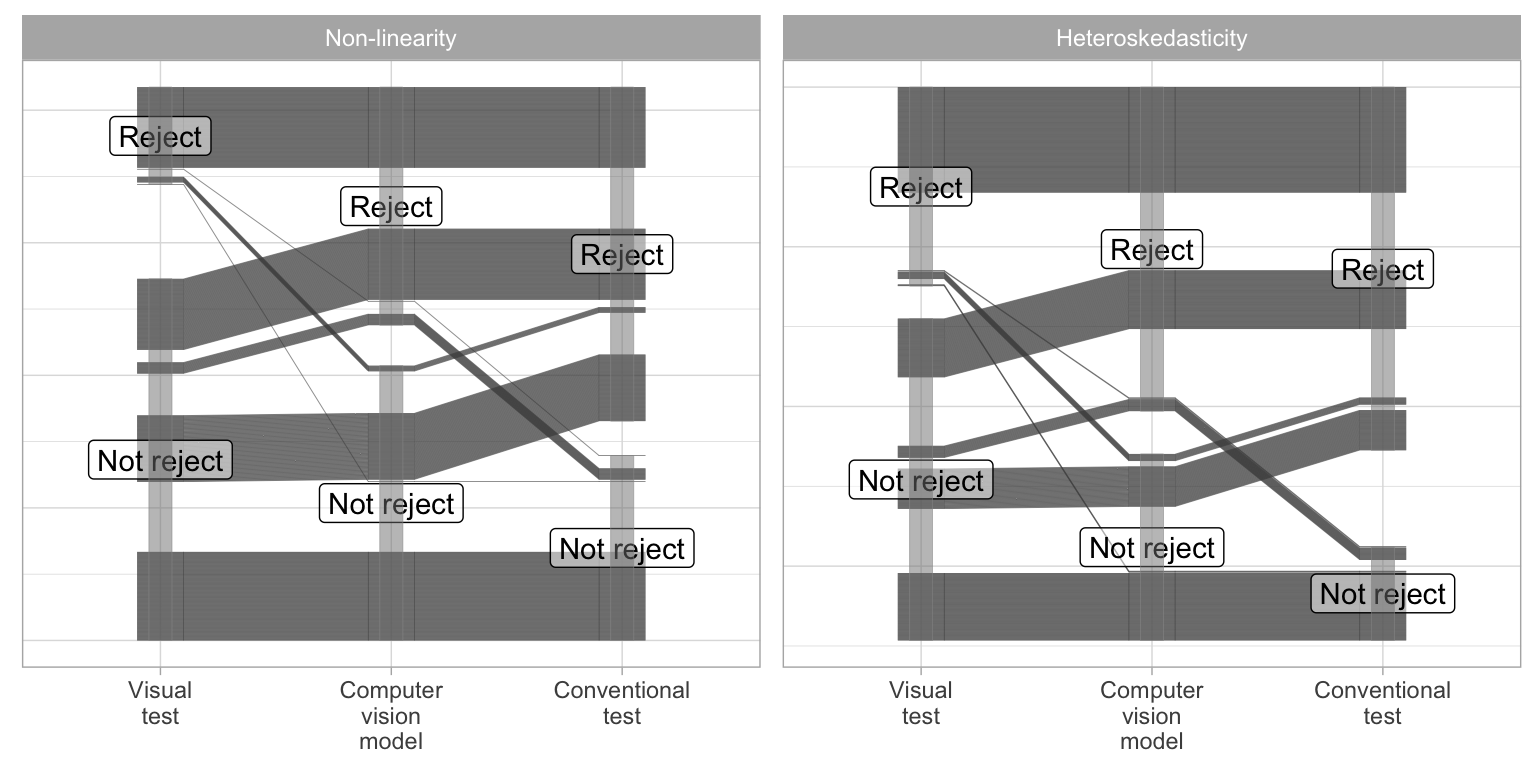 Non-linearity
Reject
Reject
Reject
Not reject
Not reject
Not reject
Visual
test
Computer
vision
model
Conventional
test
Heteroskedasticity
Reject
Reject
Reject
Not reject
Not reject
Not reject
Visual
test
Computer
vision
model
Conventional
test